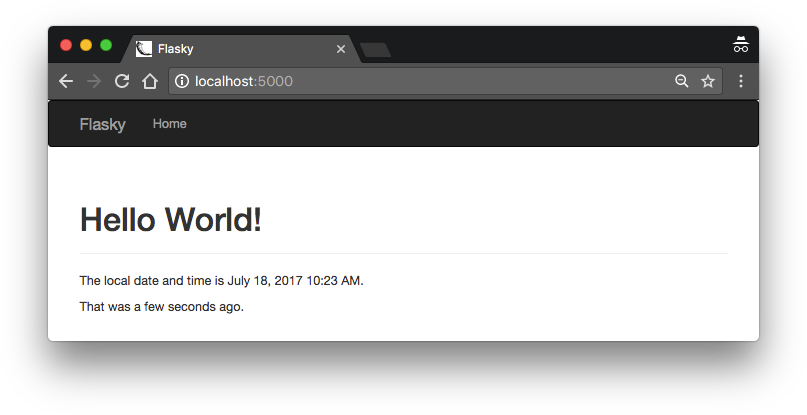 Flasky
localhost:5000
Flasky Home
Hello World!
The local date and time is July 18, 2017 10:23 AM.
That was a few seconds ago.